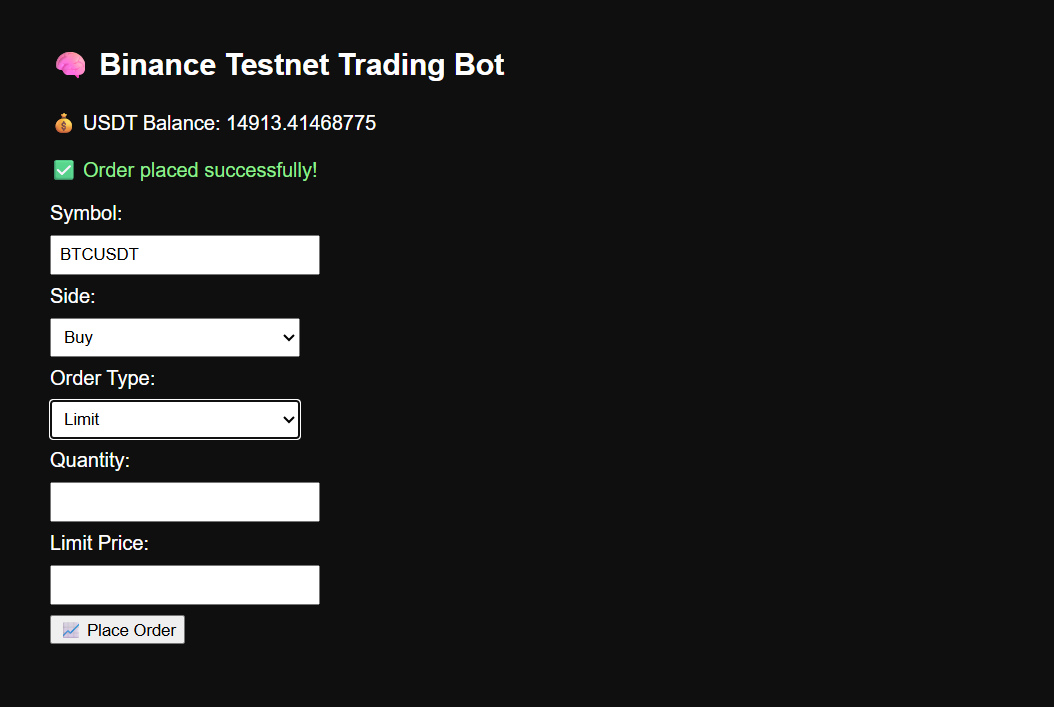 🧠 Binance Testnet Trading Bot
💰 USDT Balance: 14913.41468775
✅ Order placed successfully!
Symbol:
BTCUSDT
Side:
Buy
Order Type:
Limit
Quantity:
Limit Price:
📈 Place Order